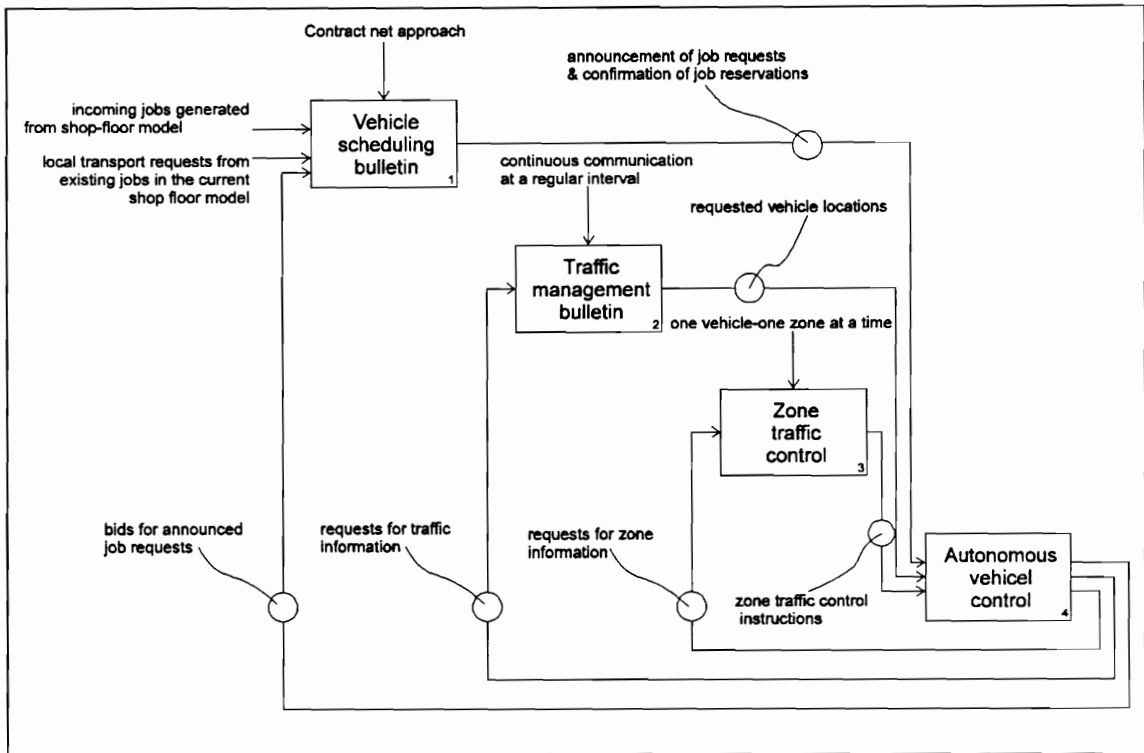 Contract net approach
announcement of job requests
& confirmation of job reservations
incoming jobs generated
from shop-floor model
Vehicle
scheduling
bulletin
1
local transport requests from
existing jobs in the current
shop floor model
continuous communication
at a regular interval
requested vehicle locations
Traffic
management
bulletin
2
one vehicle-one zone at a time
Zone
traffic
control
3
bids for announced
job requests
requests for traffic
information
requests for zone
information
Autonomous
vehicel
control
4
zone traffic control
instructions